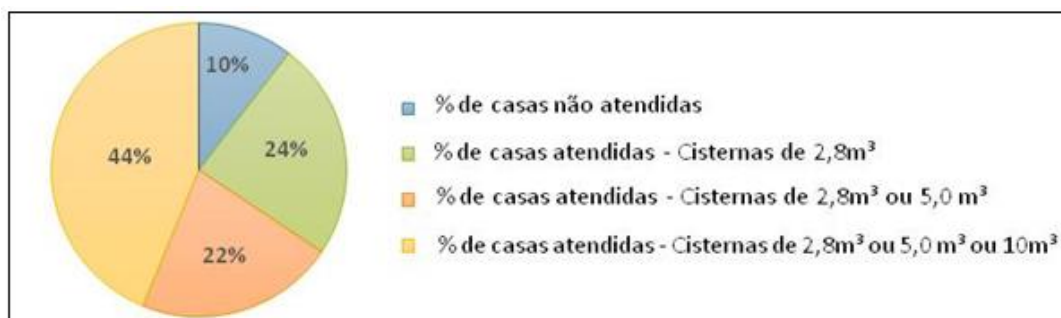 10%
24%
44%
22%
% de casas não atendidas
% de casas atendidas - Cisternas de 2,8m³
% de casas atendidas - Cisternas de 2,8m³ ou 5,0 m³
% de casas atendidas - Cisternas de 2,8m³ ou 5,0 m³ ou 10m³